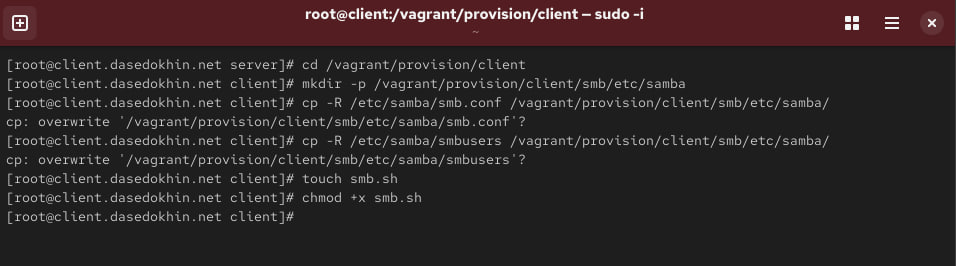 root@client:/vagrant/provision/client — sudo -i
~
[root@client.dasedokhin.net server]# cd /vagrant/provision/client
[root@client.dasedokhin.net client]# mkdir -p /vagrant/provision/client/smb/etc/samba
[root@client.dasedokhin.net client]# cp -R /etc/samba/smb.conf /vagrant/provision/client/smb/etc/samba/
cp: overwrite '/vagrant/provision/client/smb/etc/samba/smb.conf'?
[root@client.dasedokhin.net client]# cp -R /etc/samba/smbusers /vagrant/provision/client/smb/etc/samba/
cp: overwrite '/vagrant/provision/client/smb/etc/samba/smbusers'?
[root@client.dasedokhin.net client]# touch smb.sh
[root@client.dasedokhin.net client]# chmod +x smb.sh
[root@client.dasedokhin.net client]#